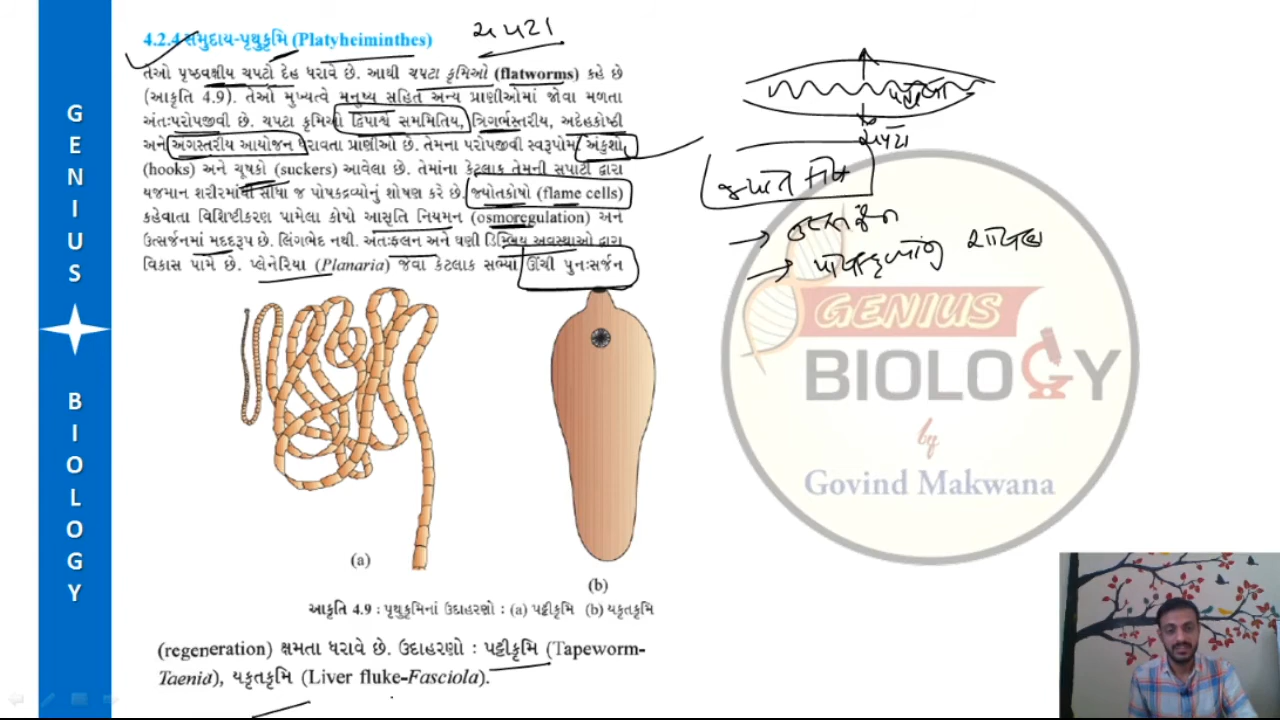 GENIUS BIOLOGY
4.2.4 સમુદાય-પૃથુકૃમિ (Platyheiminthes)
ચપટા
તેઓ પૃષ્ઠવક્ષીય ચપટો દેહ ધરાવે છે. આથી ચપટા કૃમિઓ (flatworms) કહે છે
(આકૃતિ 4.9). તેઓ મુખ્યત્વે મનુષ્ય સહિત અન્ય પ્રાણીઓમાં જોવા મળતા
અંતઃપરોપજીવી છે. ચપટા કૃમિઓ દ્વિપાર્શ્વ સમમિતિય, ત્રિગર્ભસ્તરીય, અદેહકોષ્ઠી
અને અંગસ્તરીય આયોજન ધરાવતા પ્રાણીઓ છે. તેમના પરોપજીવી સ્વરૂપોમાં અંકુશો
(hooks) અને ચૂષકો (suckers) આવેલા છે. તેમાંના કેટલાક તેમની સપાટી દ્વારા
યજમાન શરીરમાંથી સીધા જ પોષકદ્રવ્યોનું શોષણ કરે છે. જ્યોતકોષો (flame cells)
કહેવાતા વિશિષ્ટીકરણ પામેલા કોષો આસૃતિ નિયમન (osmoregulation) અને
ઉત્સર્જનમાં મદદરૂપ છે. લિંગભેદ નથી. અંતઃફલન અને ઘણી ડિમ્ભિય અવસ્થાઓ દ્વારા
વિકાસ પામે છે. પ્લેનેરિયા (Planaria) જેવા કેટલાક સભ્યો ઊંચી પુનઃસર્જન
(a)
(b)
આકૃતિ 4.9 : પૃથુકૃમિનાં ઉદાહરણો : (a) પટ્ટીકૃમિ (b) યકૃતકૃમિ
(regeneration) ક્ષમતા ધરાવે છે. ઉદાહરણો : પટ્ટીકૃમિ (Tapeworm-
Taenia), યકૃતકૃમિ (Liver fluke-Fasciola).
ચપટા
GENIUS
BIOLOGY
by
Govind Makwana